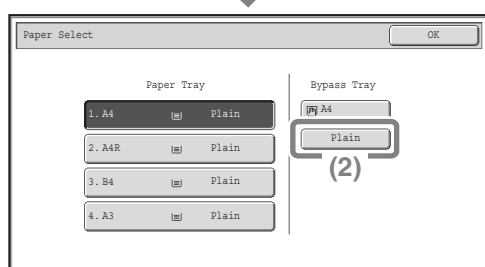 Paper Select OK
Paper Tray Bypass Tray
1. A4 Plain A4
2. A4R Plain Plain
(2)
3. B4 Plain
4. A3 Plain